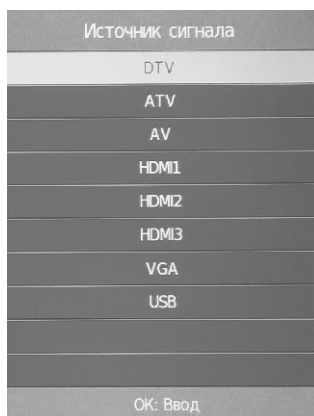 Источник сигнала
DTV
ATV
AV
HDMI1
HDMI2
HDMI3
VGA
USB
OK: Ввод